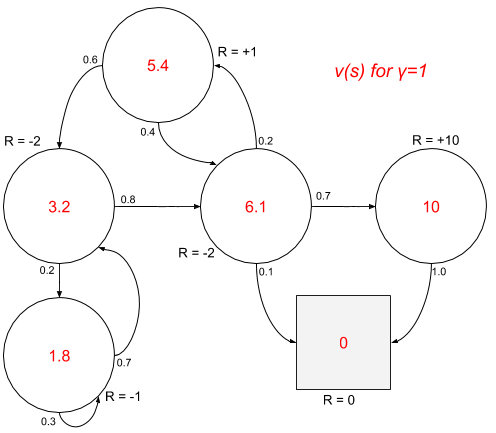 5.4
R = +1
0.6
v(s) for γ=1
0.4
R = -2
0.2
R = +10
3.2
0.8
6.1
0.7
10
R = -2
0.2
0.1
1.0
1.8
0.7
0
R = -1
0.3
R = 0